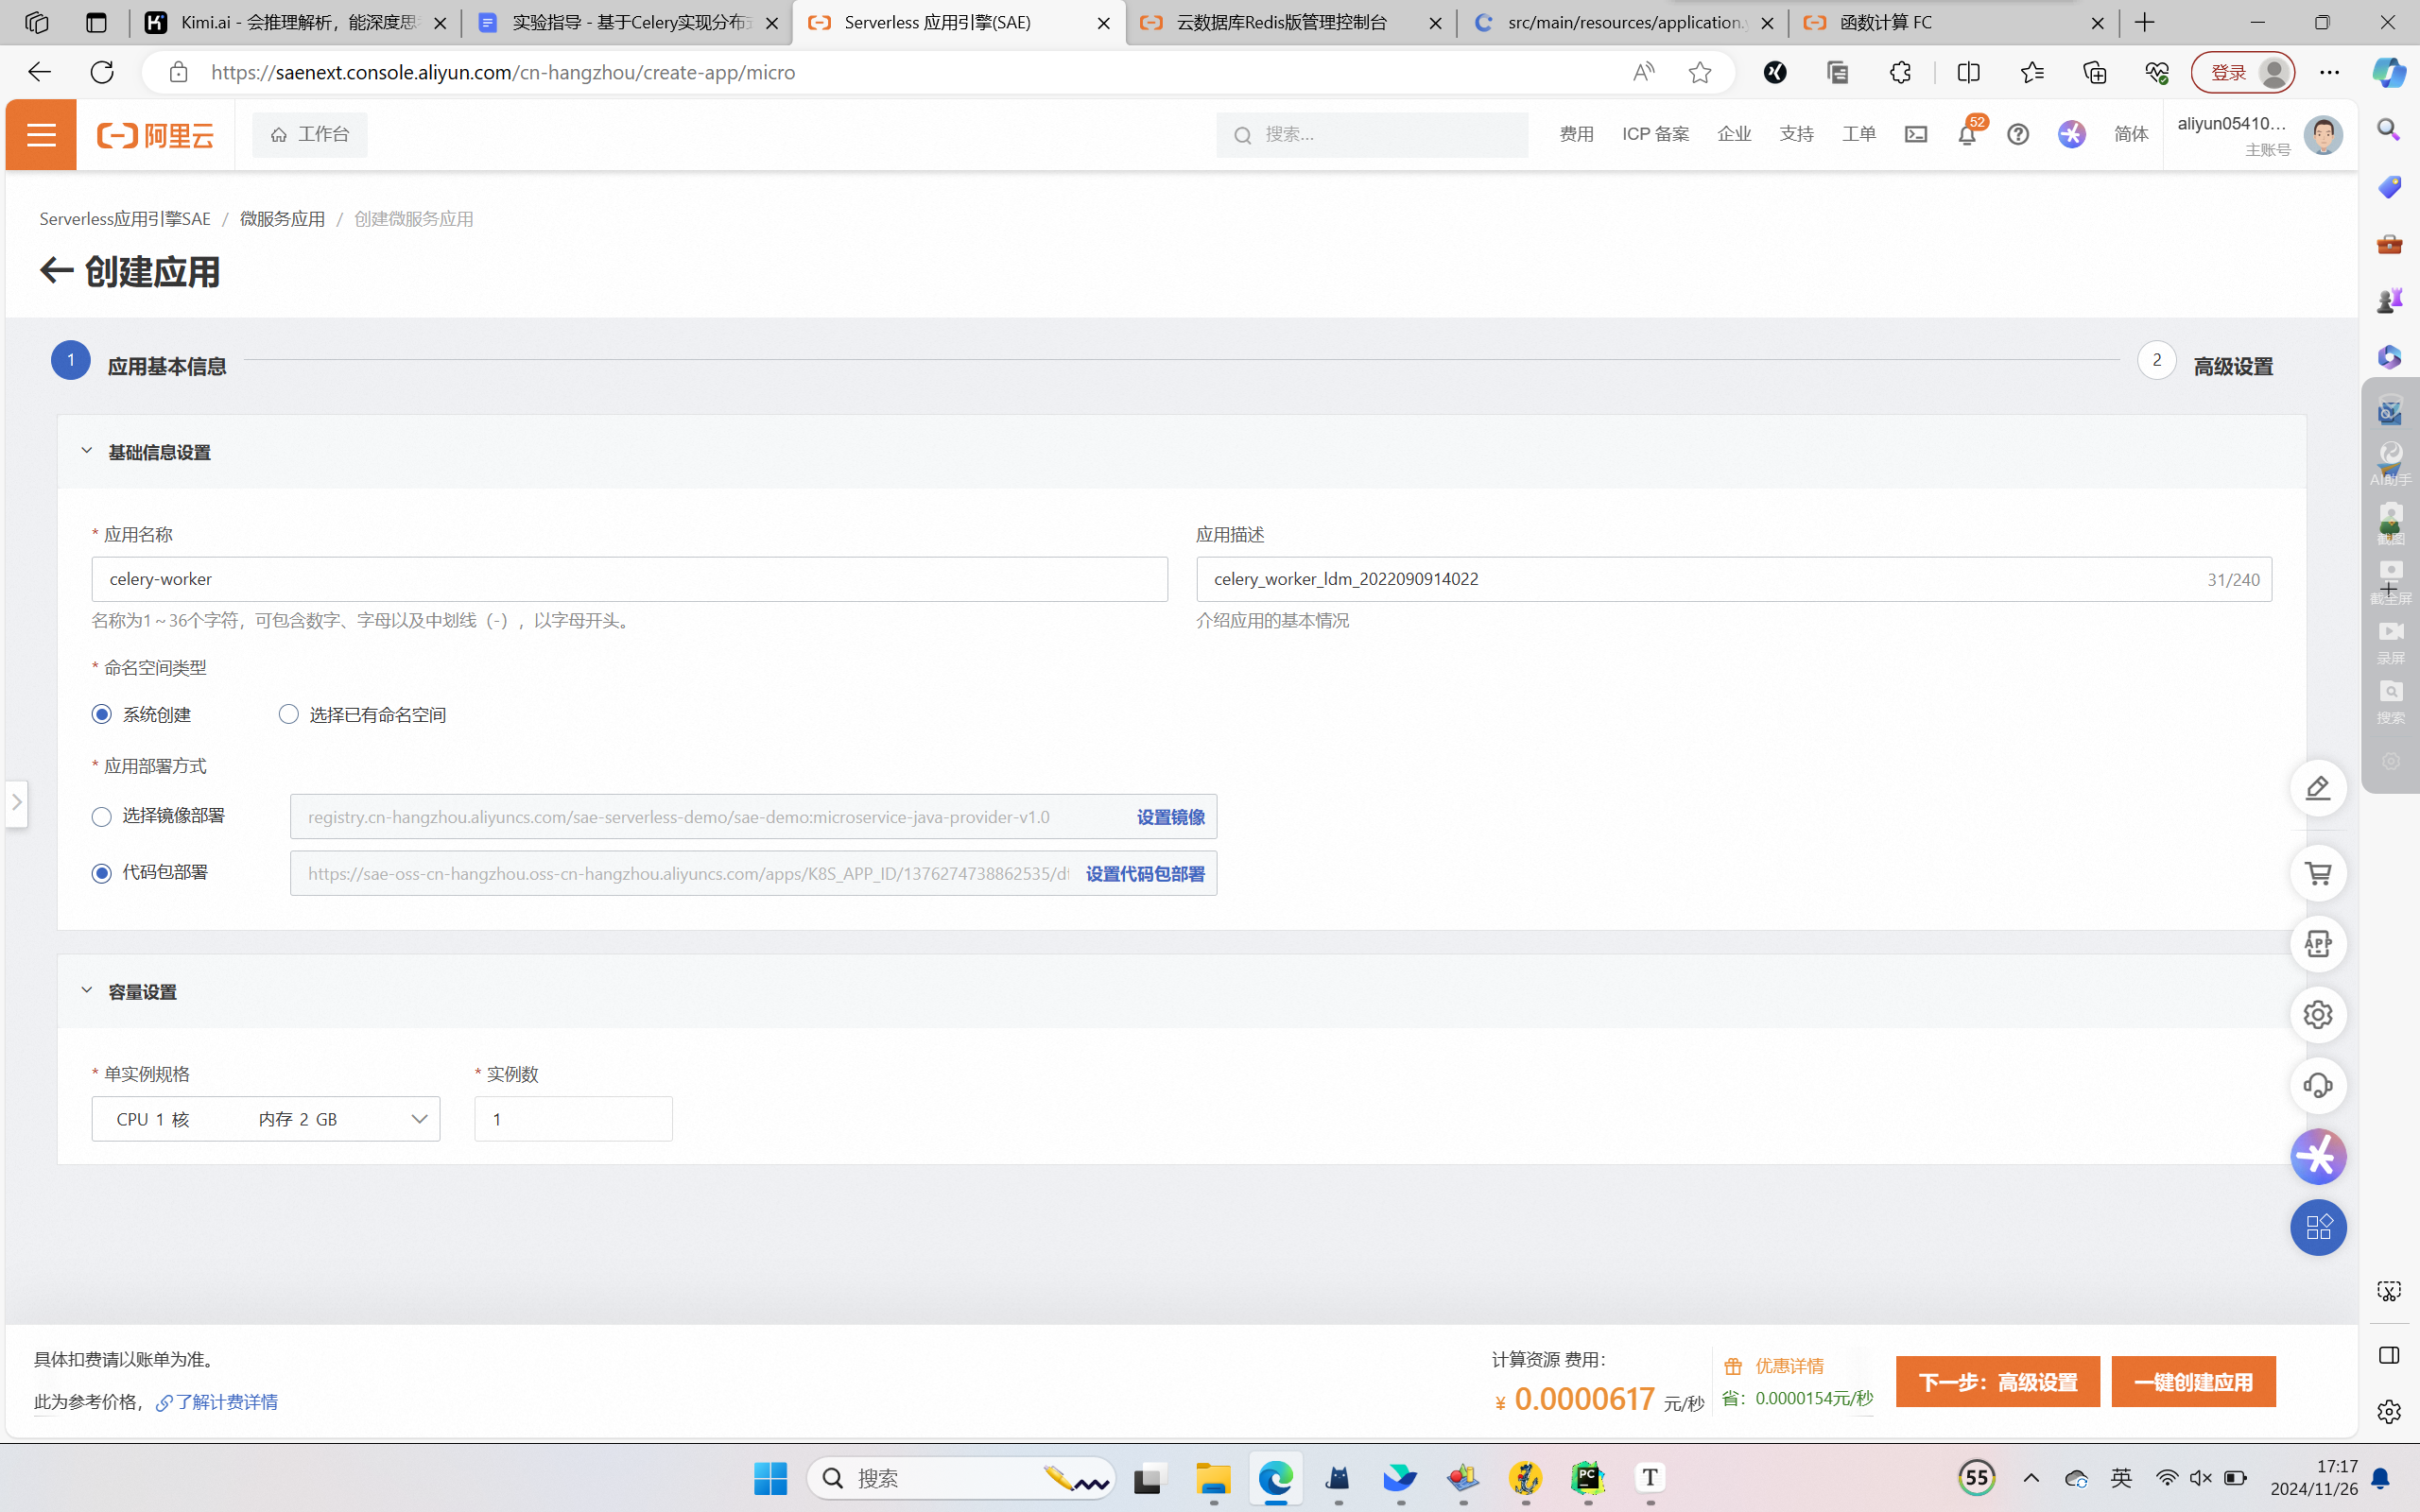 Kimi.ai - 会推理解析，能深度思考
实验指导 - 基于Celery实现分布式
Serverless 应用引擎(SAE)
云数据库Redis版管理控制台
src/main/resources/application.
函数计算 FC
https://saenext.console.aliyun.com/cn-hangzhou/create-app/micro
登录
阿里云
工作台
搜索...
费用
ICP 备案
企业
支持
工单
52
简体
aliyun05410...
主账号
Serverless应用引擎SAE / 微服务应用 / 创建微服务应用
创建应用
1 应用基本信息
2 高级设置
基础信息设置
* 应用名称
应用描述
celery-worker
celery_worker_ldm_2022090914022 31/240
名称为1～36个字符，可包含数字、字母以及中划线（-），以字母开头。
介绍应用的基本情况
* 命名空间类型
系统创建
选择已有命名空间
* 应用部署方式
选择镜像部署
registry.cn-hangzhou.aliyuncs.com/sae-serverless-demo/sae-demo:microservice-java-provider-v1.0
设置镜像
代码包部署
https://sae-oss-cn-hangzhou.oss-cn-hangzhou.aliyuncs.com/apps/K8S_APP_ID/1376274738862535/d
设置代码包部署
容量设置
* 单实例规格
* 实例数
CPU 1 核 内存 2 GB
1
AI助手
截图
截全屏
录屏
搜索
APP
具体扣费请以账单为准。
此为参考价格，了解计费详情
计算资源 费用：
¥ 0.0000617 元/秒
优惠详情
省：0.0000154元/秒
下一步：高级设置
一键创建应用
搜索
PC
T
55
英
17:17
2024/11/26